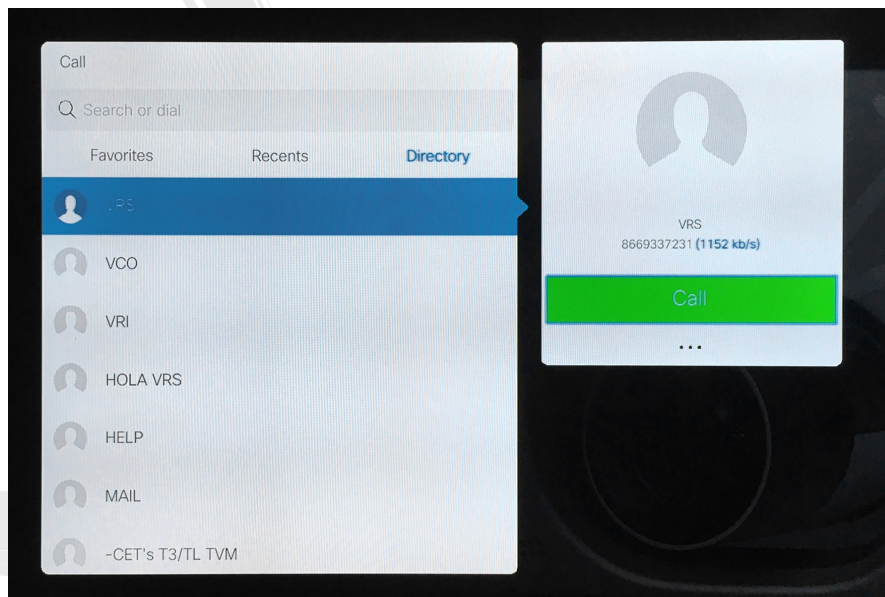 Call
Search or dial
Favorites Recents Directory
VRS
VCO
VRI
HOLA VRS
HELP
MAIL
-CET's T3/TL TVM
VRS
8669337231 (1152 kb/s)
Call
...